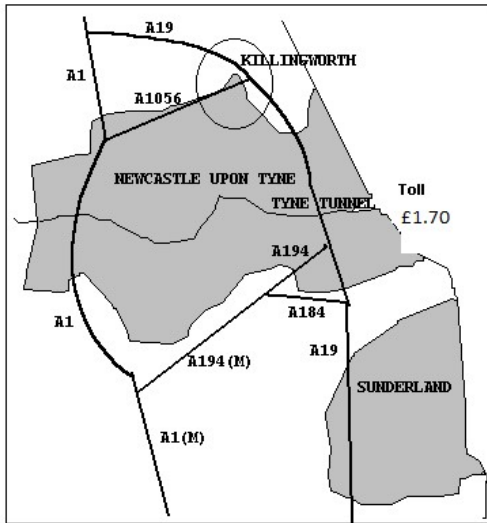 A19
KILLINGWORTH
A1
A1056
NEWCASTLE UPON TYNE
Toll
TYNE TUNNEL
£1.70
A194
A184
A1
A19
A194(M)
SUNDERLAND
A1(M)